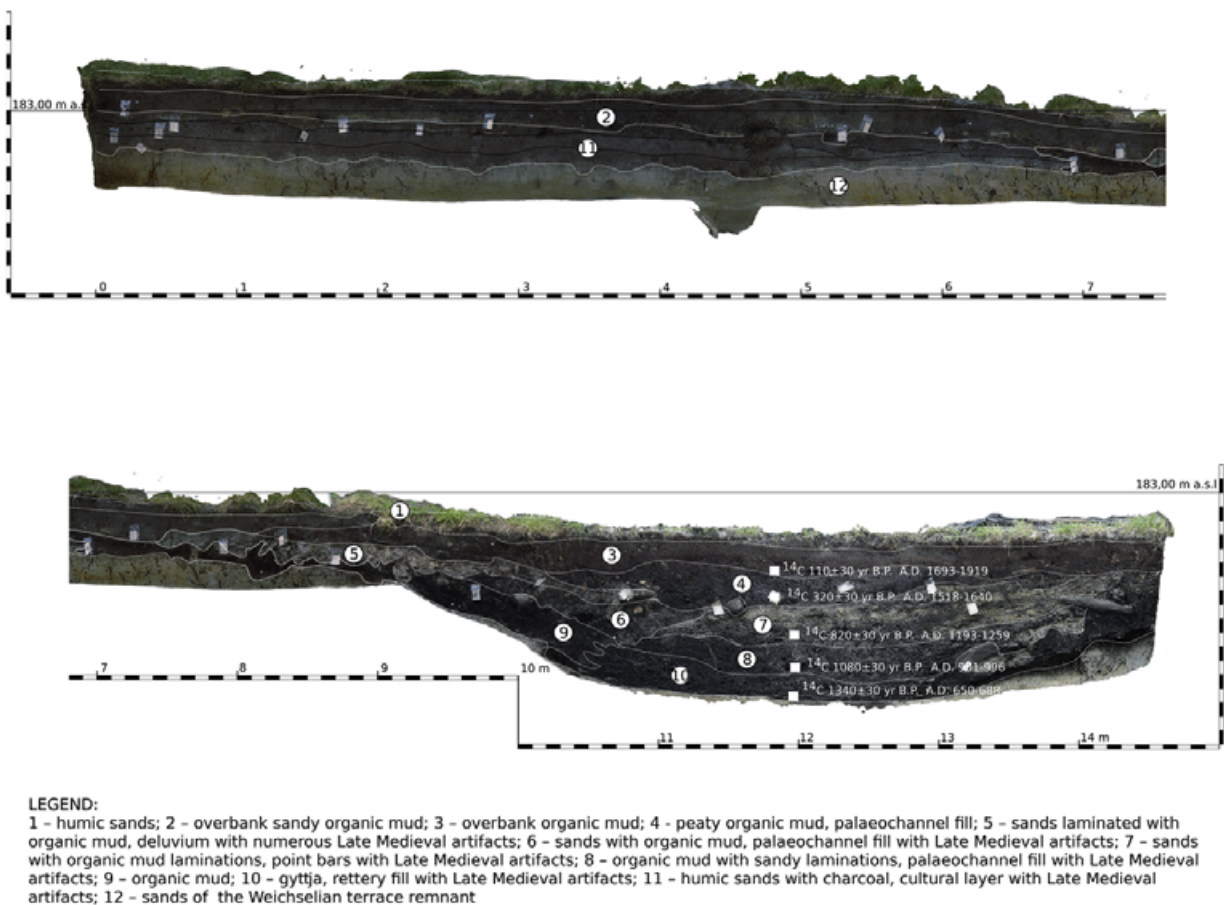 183,00 m a.s
2
11
12
0 1 2 3 4 5 6 7
183,00 m a.s.l
1
5
3
14C 110±30 yr B.P. A.D. 1693-1919
4
14C 320±30 yr B.P. A.D. 1518-1640
6
7
9
14C 820±30 yr B.P. A.D. 1193-1259
8
14C 1080±30 yr B.P. A.D.
10
14C 1340±30 yr B.P. A.D. 650-688
7 8 9 10 m
11 12 13 14 m
LEGEND:
1 – humic sands; 2 – overbank sandy organic mud; 3 – overbank organic mud; 4 - peaty organic mud, palaeochannel fill; 5 – sands laminated with
organic mud, deluvium with numerous Late Medieval artifacts; 6 – sands with organic mud, palaeochannel fill with Late Medieval artifacts; 7 – sands
with organic mud laminations, point bars with Late Medieval artifacts; 8 – organic mud with sandy laminations, palaeochannel fill with Late Medieval
artifacts; 9 – organic mud; 10 – gyttja, rettery fill with Late Medieval artifacts; 11 – humic sands with charcoal, cultural layer with Late Medieval
artifacts; 12 – sands of the Weichselian terrace remnant